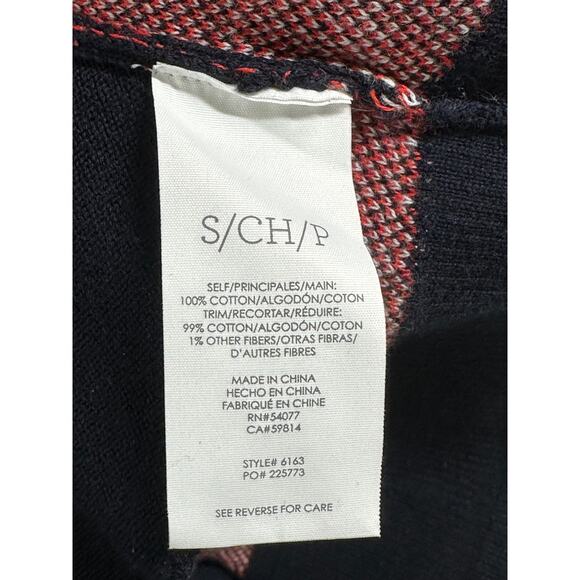 S/CH/P
SELF/PRINCIPALES/MAIN:
100% COTTON/ALGODÓN/COTON
TRIM/RECORTAR/RÉDUIRE:
99% COTTON/ALGODÓN/COTON
1% OTHER FIBERS/OTRAS FIBRAS/
D'AUTRES FIBRES
MADE IN CHINA
HECHO EN CHINA
FABRIQUÉ EN CHINE
RN#54077
CA#59814
STYLE# 6163
PO# 225773
SEE REVERSE FOR CARE